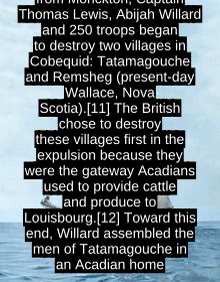 from Monckton, Captain
Thomas Lewis, Abijah Willard
and 250 troops began
to destroy two villages in
Cobequid: Tatamagouche
and Remsheg (present-day
Wallace, Nova
Scotia).[11] The British
chose to destroy
these villages first in the
expulsion because they
were the gateway Acadians
used to provide cattle
and produce to
Louisbourg.[12] Toward this
end, Willard assembled the
men of Tatamagouche in
an Acadian home